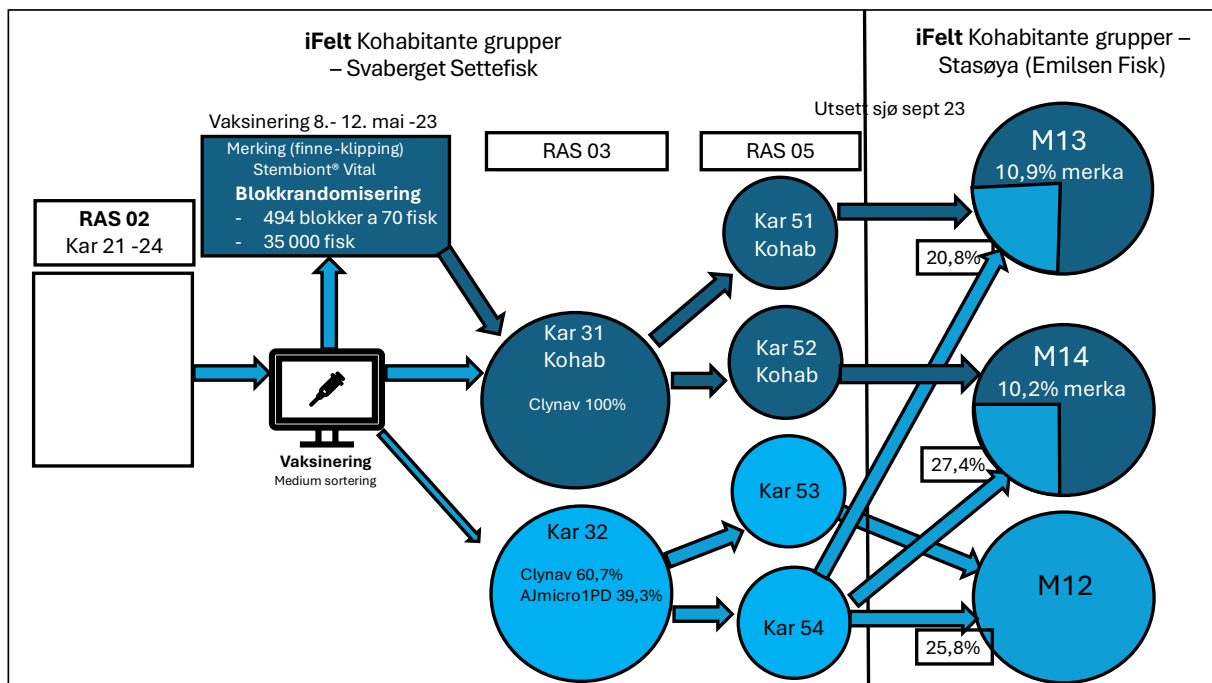 iFelt Kohabitante grupper
– Svaberget Settefisk
iFelt Kohabitante grupper –
Stasøya (Emilsen Fisk)
Utsett sjø sept 23
Vaksinering 8.- 12. mai -23
Merking (finne-klipping)
Stembiont® Vital
Blokkrandomisering
- 494 blokker a 70 fisk
- 35 000 fisk
RAS 02
Kar 21 -24
RAS 03
RAS 05
Vaksinering
Medium sortering
Kar 31
Kohab
Clynav 100%
Kar 32
Clynav 60,7%
AJmicro1PD 39,3%
Kar 51
Kohab
Kar 52
Kohab
Kar 53
Kar 54
M13
10,9% merka
20,8%
M14
10,2% merka
27,4%
M12
25,8%